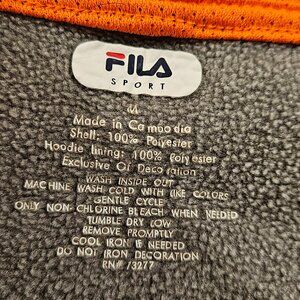 FILA
SPORT
M
Made in Cambodia
Shell: 100% Polyester
Hoodie lining: 100% Polyester
Exclusive Of Decoration
WASH INSIDE OUT
MACHINE WASH COLD WITH LIKE COLORS
GENTLE CYCLE
ONLY NON-CHLORINE BLEACH WHEN NEEDED
TUMBLE DRY LOW
REMOVE PROMPTLY
COOL IRON IF NEEDED
DO NOT IRON DECORATION
RN# 73277